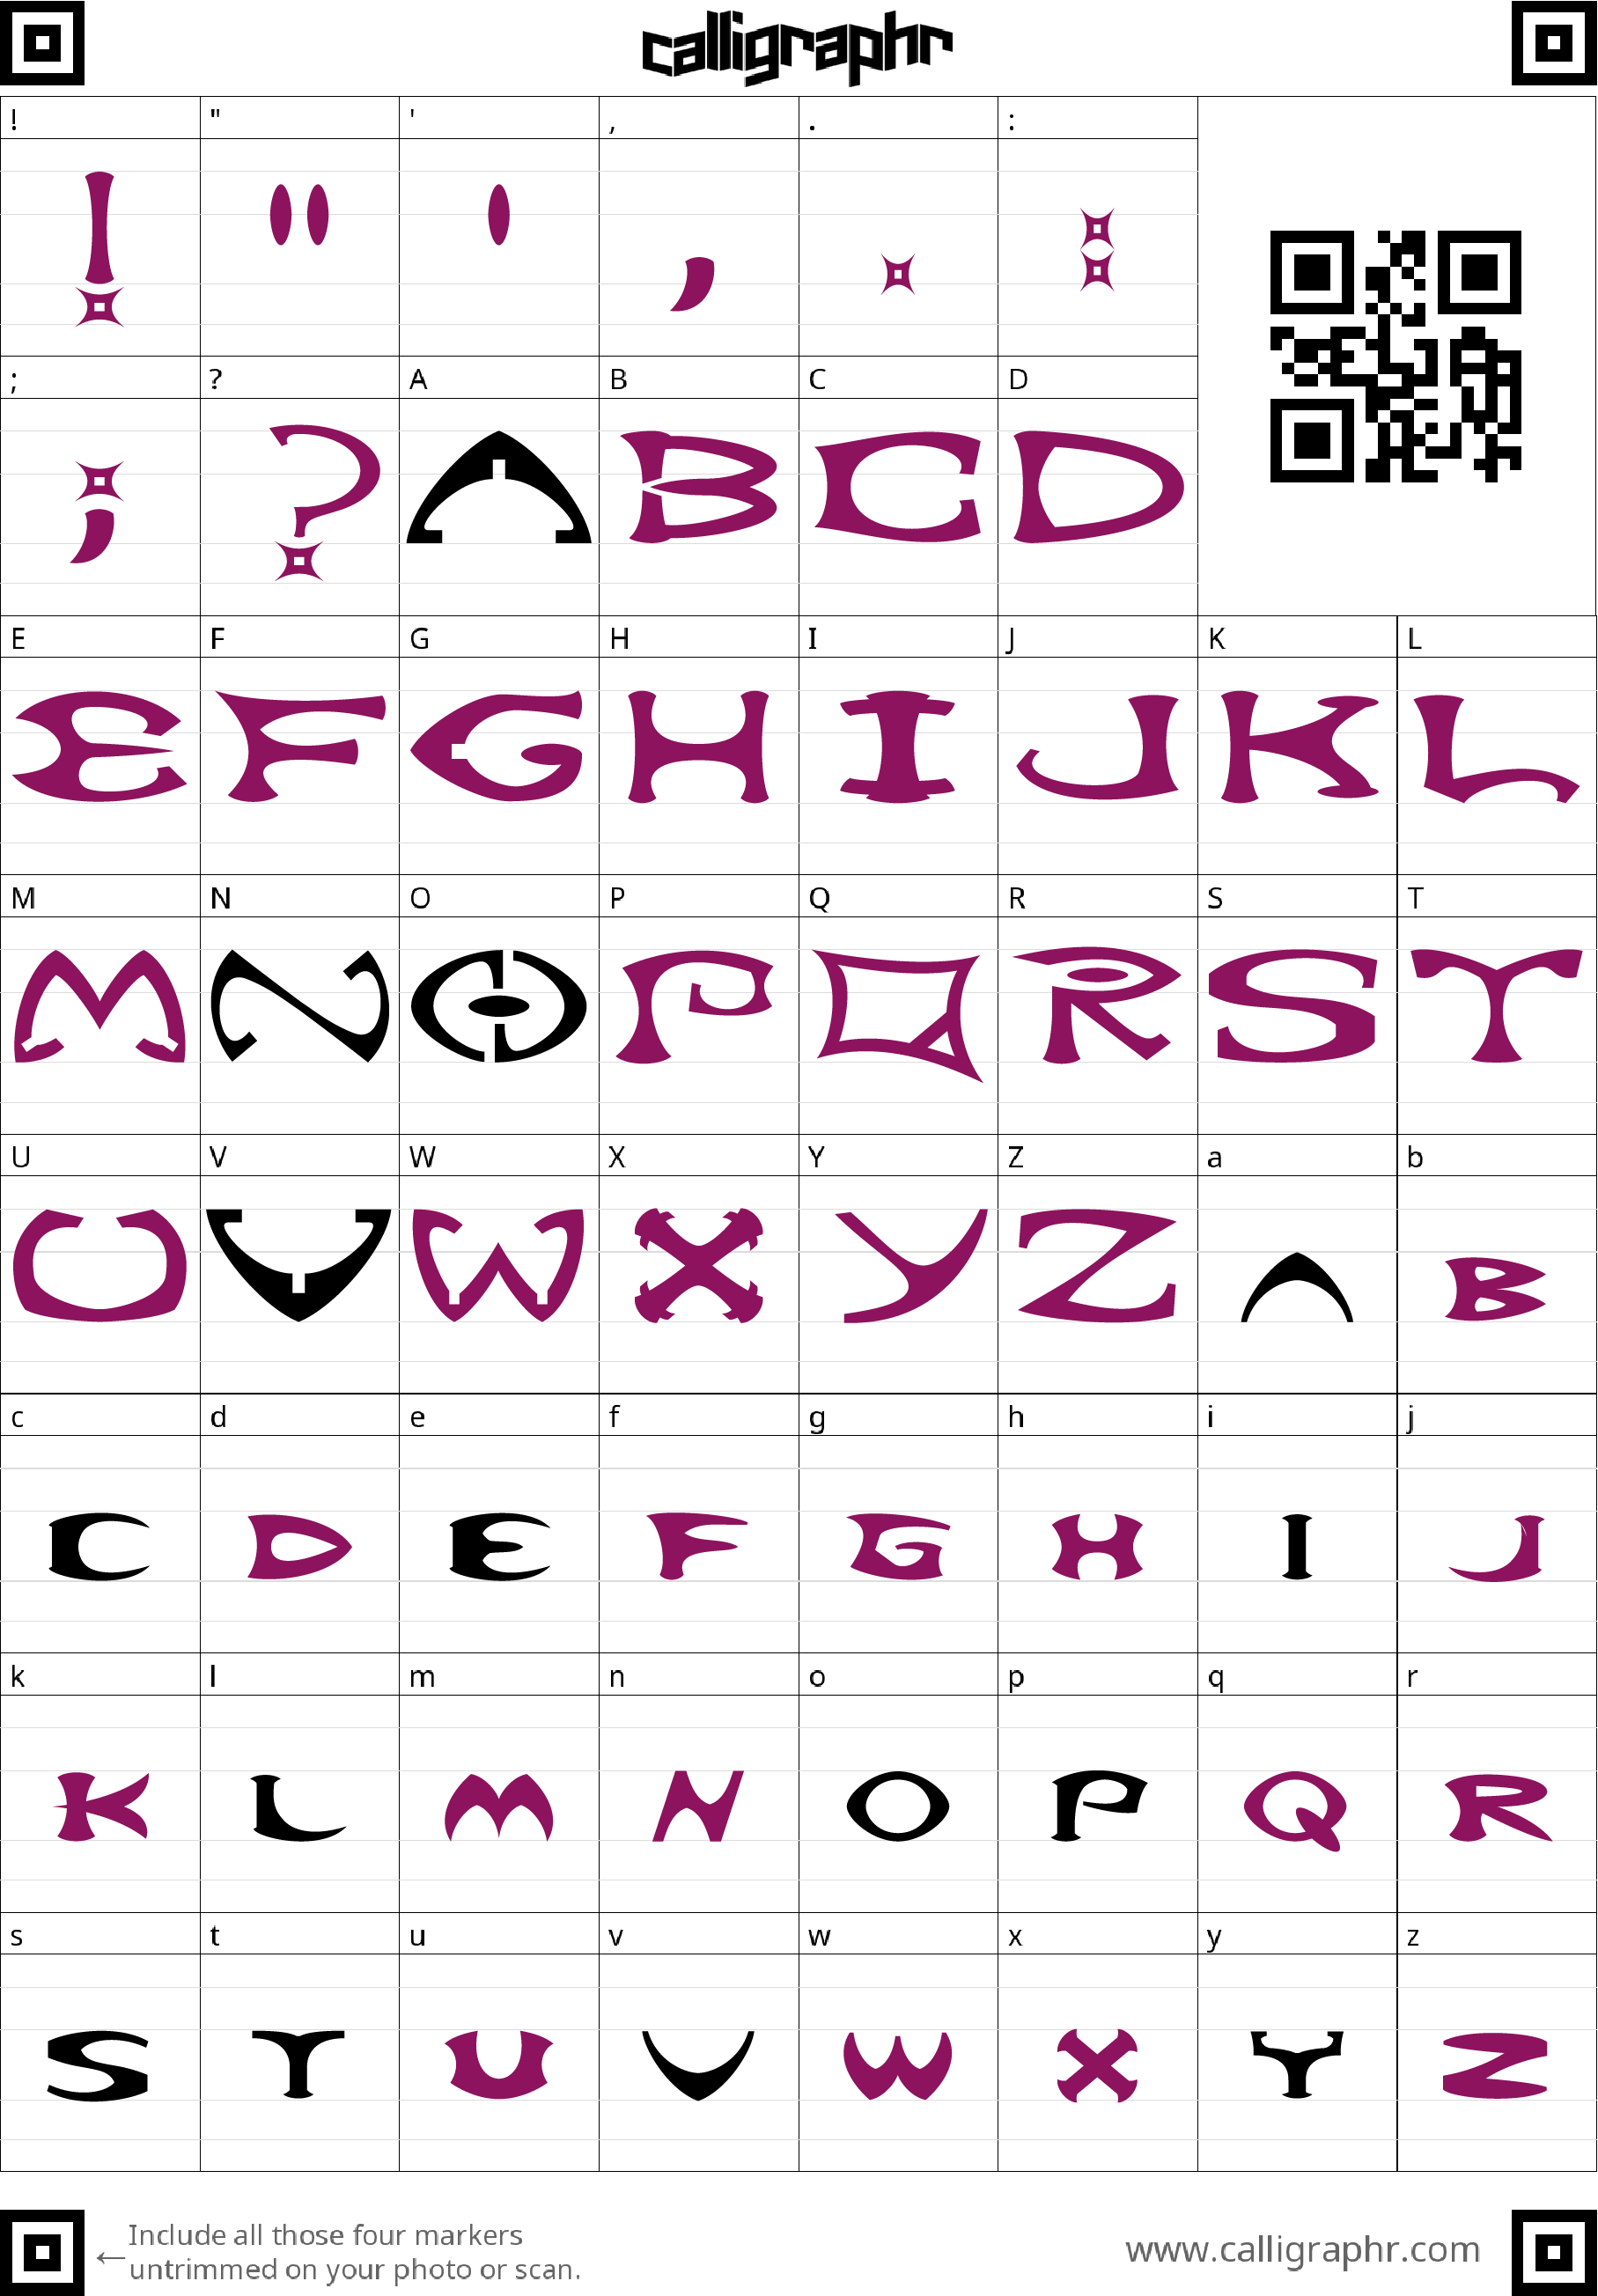 calligraphr
! " ' , . :
! " ' , . :
; ? A B C D
; ? A B C D
E F G H I J K L
E F G H I J K L
M N O P Q R S T
M N O P Q R S T
U V W X Y Z a b
U V W X Y Z A B
c d e f g h i j
C D E F G H I J
k l m n o p q r
K L M N O P Q R
s t u v w x y z
S T U V W X Y Z
← Include all those four markers
untrimmed on your photo or scan.
www.calligraphr.com